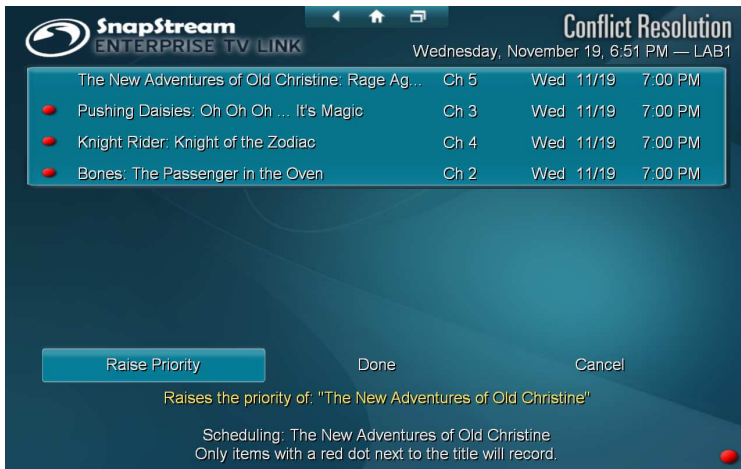 SnapStream
ENTERPRISE TV LINK
Conflict Resolution
Wednesday, November 19, 6:51 PM — LAB1
The New Adventures of Old Christine: Rage Ag... Ch 5 Wed 11/19 7:00 PM
Pushing Daisies: Oh Oh Oh ... It's Magic Ch 3 Wed 11/19 7:00 PM
Knight Rider: Knight of the Zodiac Ch 4 Wed 11/19 7:00 PM
Bones: The Passenger in the Oven Ch 2 Wed 11/19 7:00 PM
Raise Priority Done Cancel
Raises the priority of: "The New Adventures of Old Christine"
Scheduling: The New Adventures of Old Christine
Only items with a red dot next to the title will record.